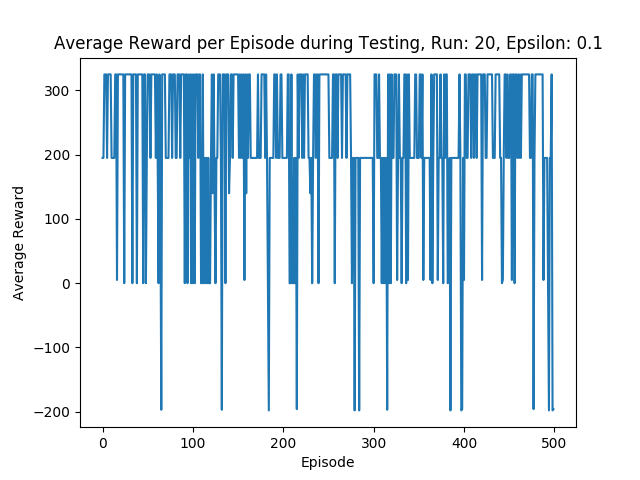 Average Reward per Episode during Testing, Run: 20, Epsilon: 0.1
300
200
100
0
−100
−200
Average Reward
0 100 200 300 400 500
Episode